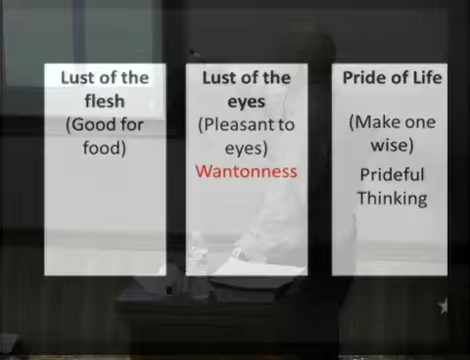 Lust of the
flesh
(Good for
food)
Lust of the
eyes
(Pleasant to
eyes)
Wantonness
Pride of Life
(Make one
wise)
Prideful
Thinking